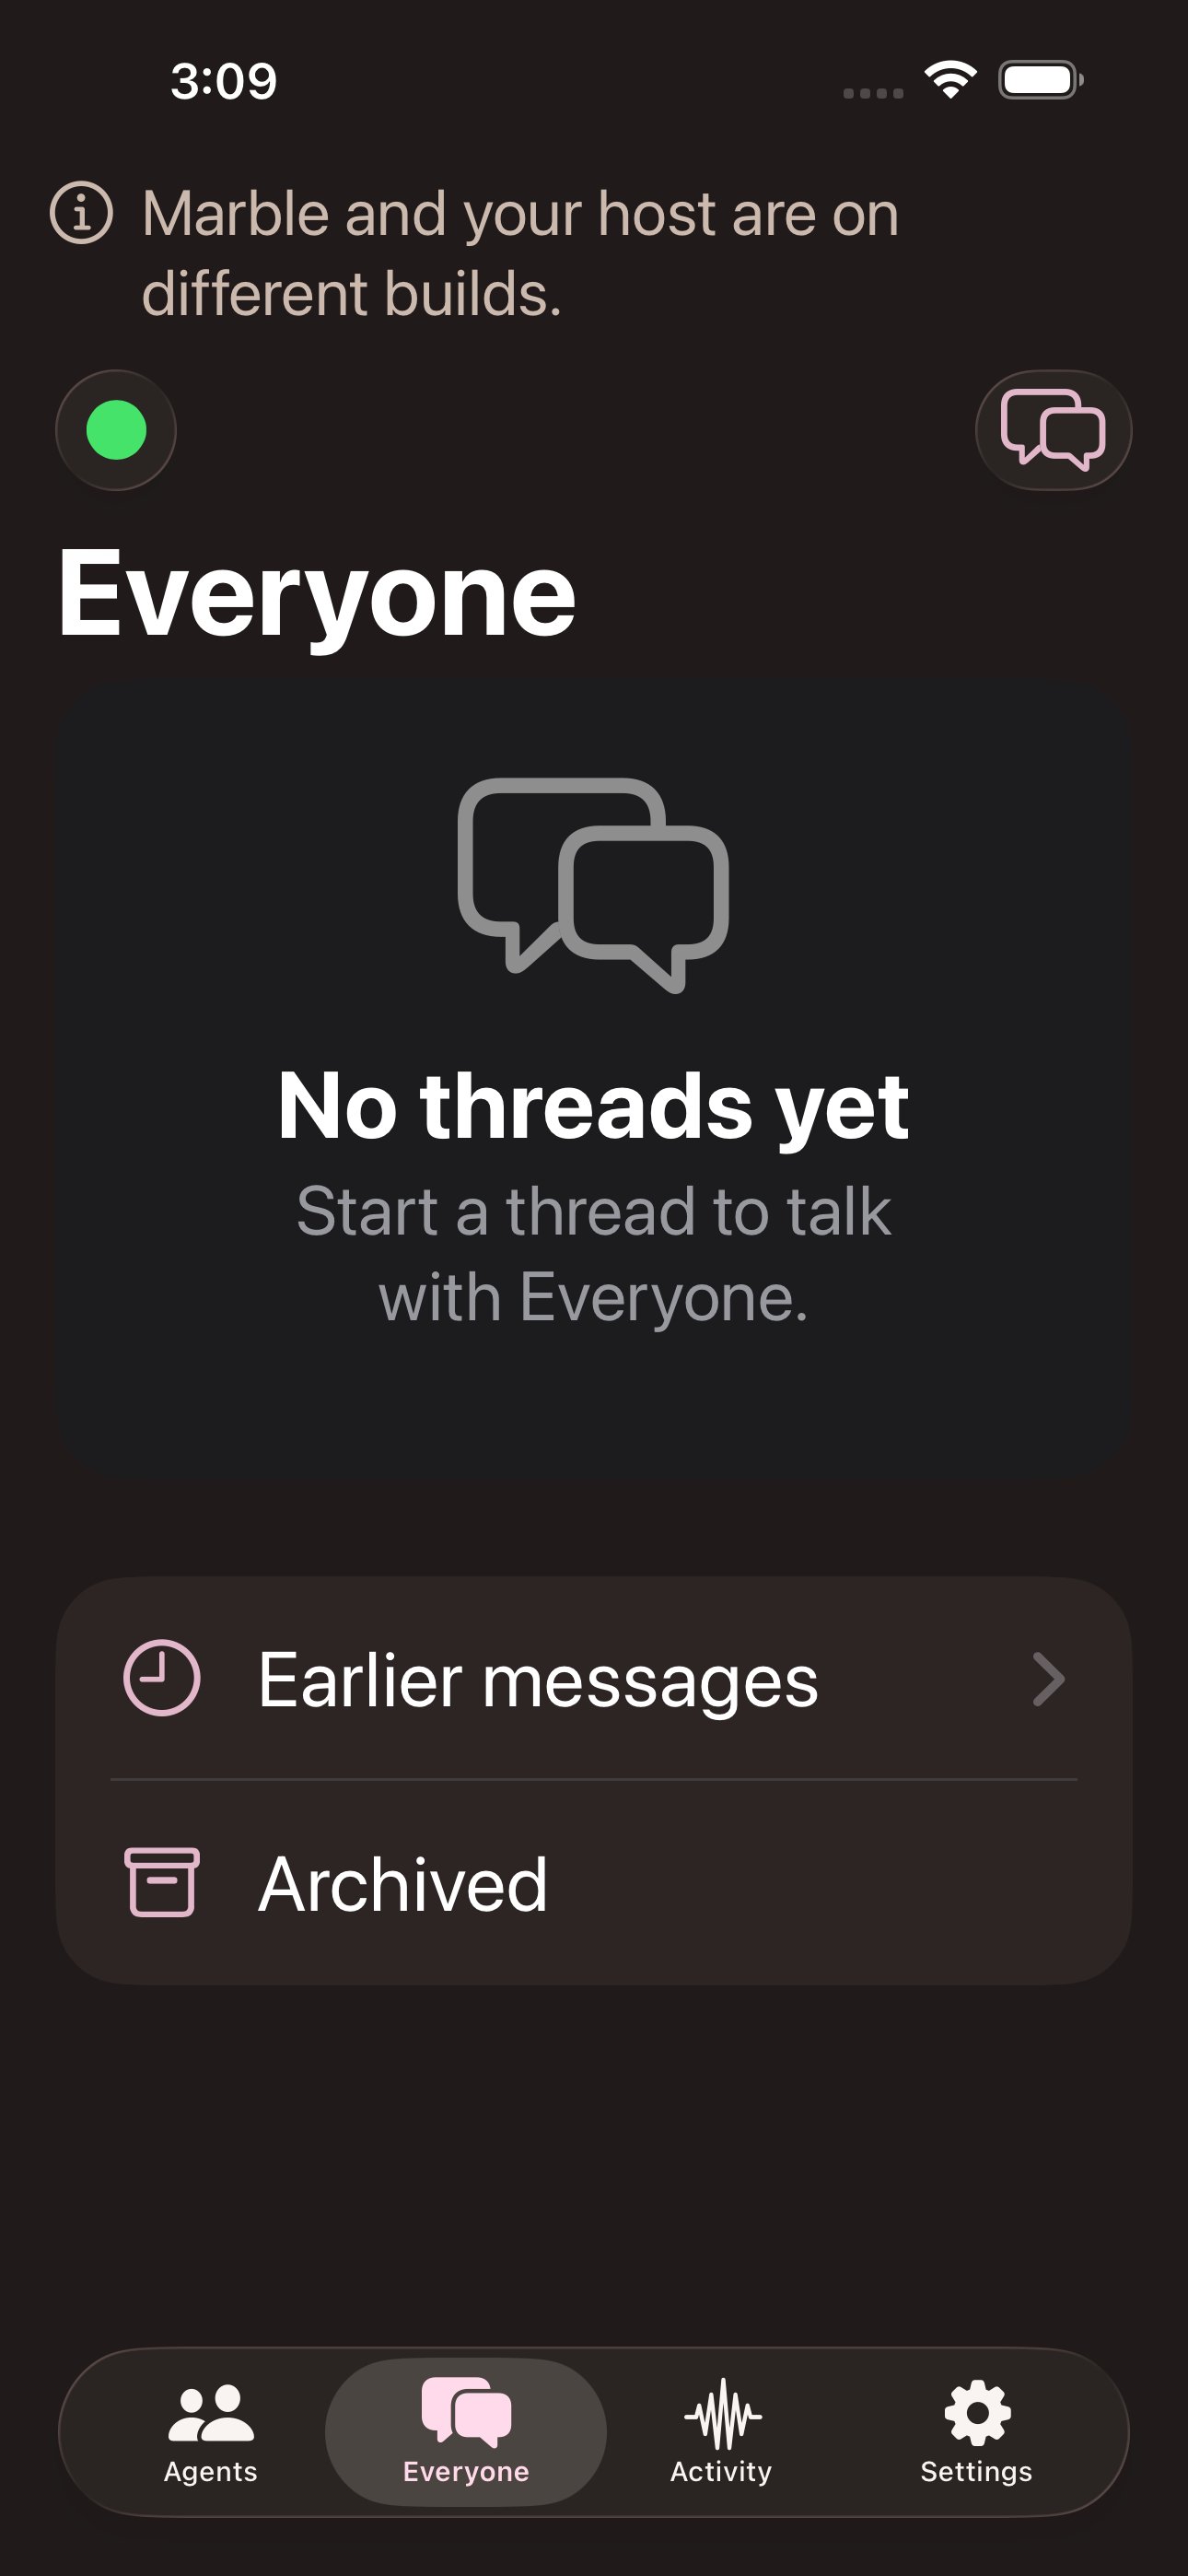 3:09
Marble and your host are on
different builds.
Everyone
No threads yet
Start a thread to talk
with Everyone.
Earlier messages
Archived
Agents
Everyone
Activity
Settings